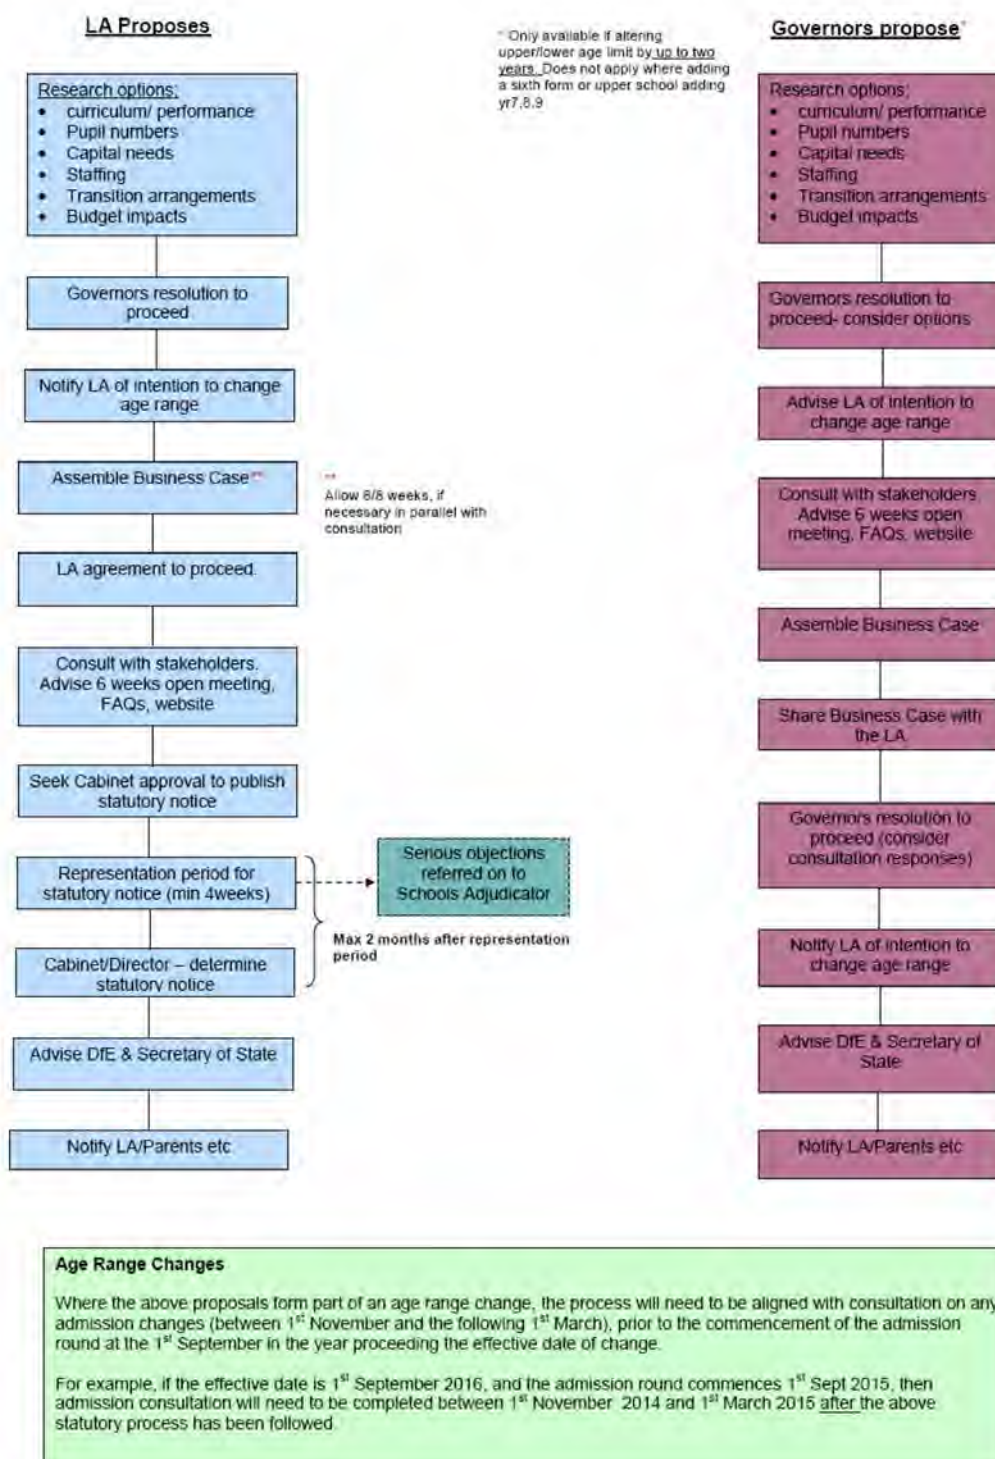 LA Proposes
Research options:
• curriculum/ performance
• Pupil numbers
• Capital needs
• Staffing
• Transition arrangements
• Budget impacts
Governors resolution to
proceed
Notify LA of intention to change
age range
Assemble Business Case**
LA agreement to proceed
Consult with stakeholders.
Advise 6 weeks open meeting,
FAQs, website
Seek Cabinet approval to publish
statutory notice
Representation period for
statutory notice (min 4weeks)
Cabinet/Director – determine
statutory notice
Advise DfE & Secretary of State
Notify LA/Parents etc
* Only available if altering
upper/lower age limit by up to two
years. Does not apply where adding
a sixth form or upper school adding
yr7,8,9
**
Allow 6/8 weeks, if
necessary in parallel with
consultation
Serious objections
referred on to
Schools Adjudicator
Max 2 months after representation
period
Governors propose*
Research options:
• curriculum/ performance
• Pupil numbers
• Capital needs
• Staffing
• Transition arrangements
• Budget impacts
Governors resolution to
proceed- consider options
Advise LA of intention to
change age range
Consult with stakeholders
Advise 6 weeks open
meeting, FAQs, website
Assemble Business Case
Share Business Case with
the LA
Governors resolution to
proceed (consider
consultation responses)
Notify LA of intention to
change age range
Advise DfE & Secretary of
State
Notify LA/Parents etc
Age Range Changes
Where the above proposals form part of an age range change, the process will need to be aligned with consultation on any
admission changes (between 1st November and the following 1st March), prior to the commencement of the admission
round at the 1st September in the year proceeding the effective date of change.
For example, if the effective date is 1st September 2016, and the admission round commences 1st Sept 2015, then
admission consultation will need to be completed between 1st November 2014 and 1st March 2015 after the above
statutory process has been followed.